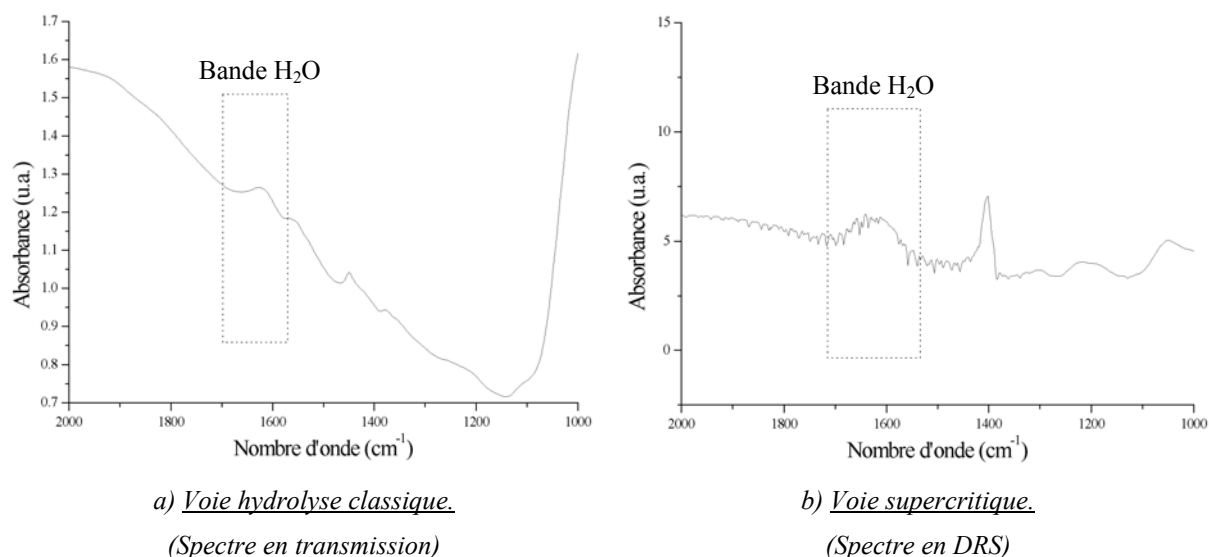 1.7
1.6
1.5
1.4
1.3
1.2
1.1
1.0
0.9
0.8
0.7
Absorbance (u.a.)
Bande H₂O
2000 1800 1600 1400 1200 1000
Nombre d'onde (cm⁻¹)
a) Voie hydrolyse classique.
(Spectre en transmission)
15
10
5
0
Absorbance (u.a.)
Bande H₂O
2000 1800 1600 1400 1200 1000
Nombre d'onde (cm⁻¹)
b) Voie supercritique.
(Spectre en DRS)